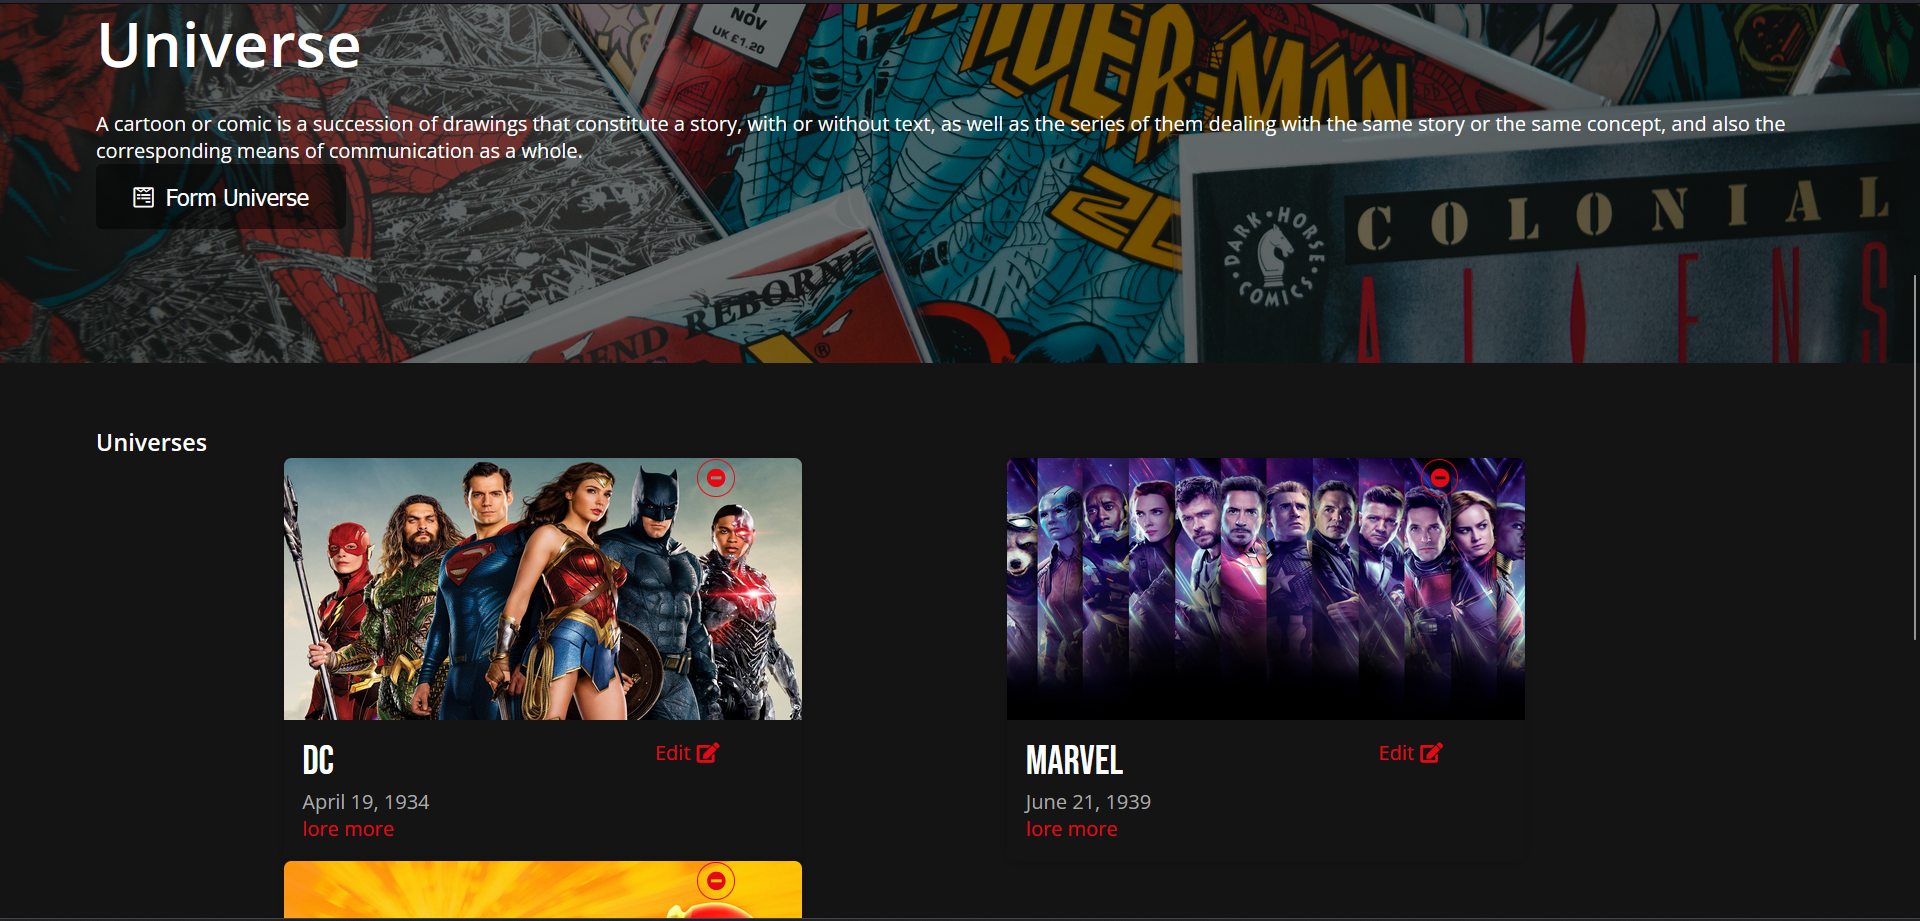 Universe
A cartoon or comic is a succession of drawings that constitute a story, with or without text, as well as the series of them dealing with the same story or the same concept, and also the
corresponding means of communication as a whole.
Form Universe
NOV
UK £1.20
SPIDER-MAN
REBORN!
DARK·HORSE
·COMICS·
COLONIAL
ALIENS
Universes
DC
Edit
April 19, 1934
lore more
MARVEL
Edit
June 21, 1939
lore more